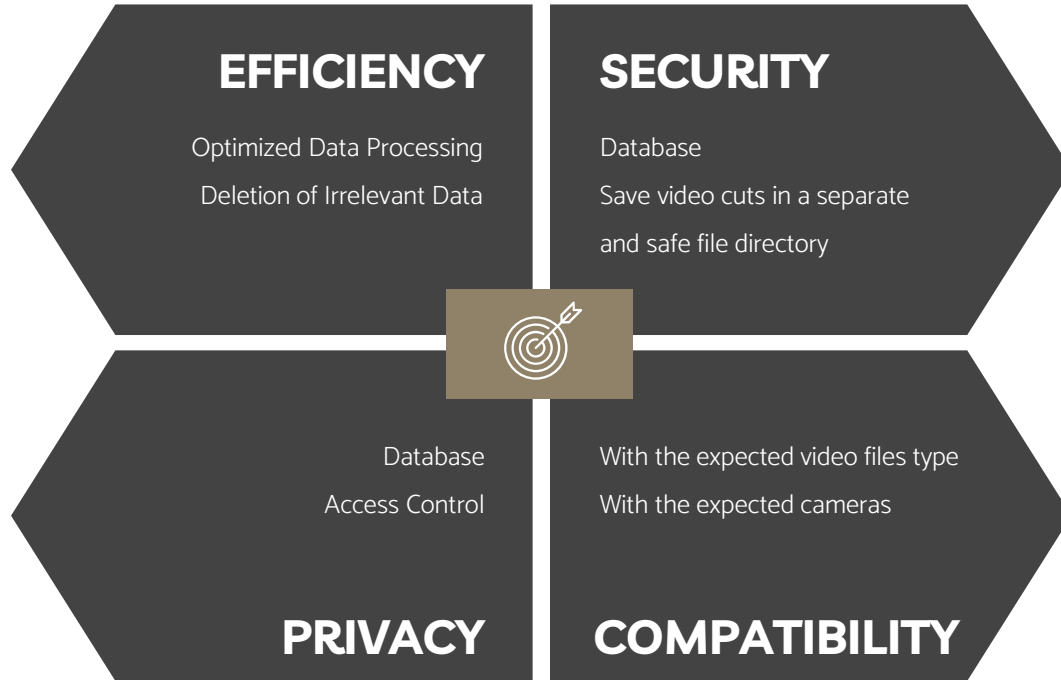 EFFICIENCY
Optimized Data Processing
Deletion of Irrelevant Data
SECURITY
Database
Save video cuts in a separate
and safe file directory
Database
Access Control
PRIVACY
With the expected video files type
With the expected cameras
COMPATIBILITY